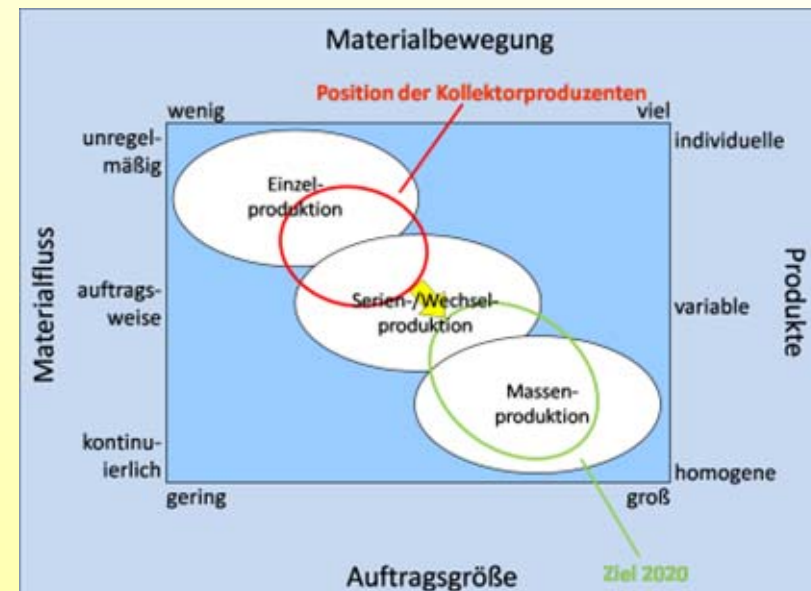 Materialbewegung
Position der Kollektorproduzenten
wenig
viel
unregel-
mäßig
individuelle
Einzel-
produktion
Materialfluss
auftrags-
weise
Serien-/Wechsel-
produktion
variable
Produkte
Massen-
produktion
kontinu-
ierlich
homogene
gering
groß
Auftragsgröße
Ziel 2020